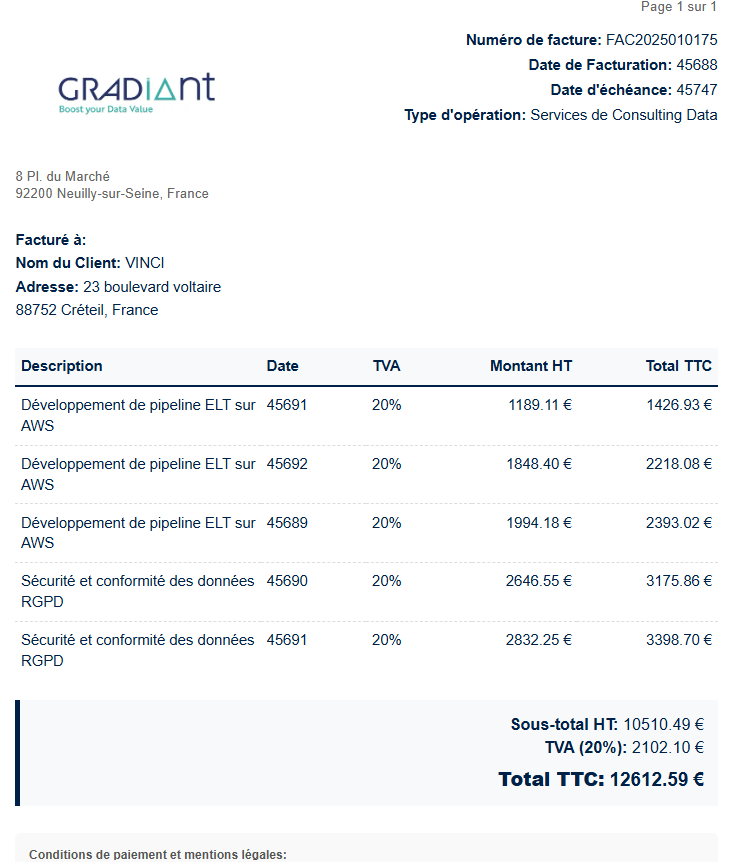 Page 1 sur 1
Numéro de facture: FAC2025010175
Date de Facturation: 45688
Date d'échéance: 45747
Type d'opération: Services de Consulting Data
GRADiANT
Boost your Data Value
8 Pl. du Marché
92200 Neuilly-sur-Seine, France
Facturé à:
Nom du Client: VINCI
Adresse: 23 boulevard voltaire
88752 Créteil, France
Description Date TVA Montant HT Total TTC
Développement de pipeline ELT sur 45691 20% 1189.11 € 1426.93 €
AWS
Développement de pipeline ELT sur 45692 20% 1848.40 € 2218.08 €
AWS
Développement de pipeline ELT sur 45689 20% 1994.18 € 2393.02 €
AWS
Sécurité et conformité des données 45690 20% 2646.55 € 3175.86 €
RGPD
Sécurité et conformité des données 45691 20% 2832.25 € 3398.70 €
RGPD
Sous-total HT: 10510.49 €
TVA (20%): 2102.10 €
Total TTC: 12612.59 €
Conditions de paiement et mentions légales: